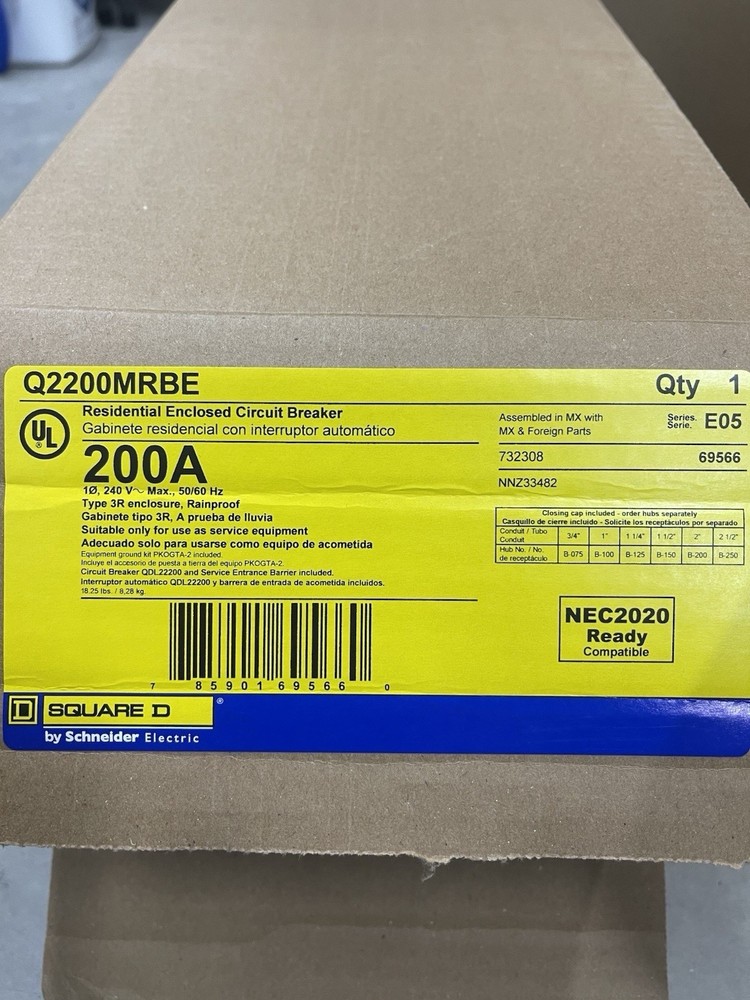 Q2200MRBE Qty 1
UL
®
Residential Enclosed Circuit Breaker
Gabinete residencial con interruptor automático
200A
1Ø, 240 V~ Max., 50/60 Hz
Type 3R enclosure, Rainproof
Gabinete tipo 3R, A prueba de lluvia
Suitable only for use as service equipment
Adecuado solo para usarse como equipo de acometida
Equipment ground kit PKOGTA-2 included.
Incluye el accesorio de puesta a tierra del equipo PKOGTA-2.
Circuit Breaker QDL22200 and Service Entrance Barrier included.
Interruptor automático QDL22200 y barrera de entrada de acometida incluidos.
18.25 lbs. / 8,28 kg.
Assembled in MX with
MX & Foreign Parts
Series.
Serie. E05
732308 69566
NNZ33482
Closing cap included - order hubs separately
Casquillo de cierre incluido - Solicite los receptáculos por separado
Conduit / Tubo
Conduit 3/4" 1" 1 1/4" 1 1/2" 2" 2 1/2"
Hub No. / No.
de receptáculo B-075 B-100 B-125 B-150 B-200 B-250
NEC2020
Ready
Compatible
7 85901 69566 0
SQUARE D ®
by Schneider Electric